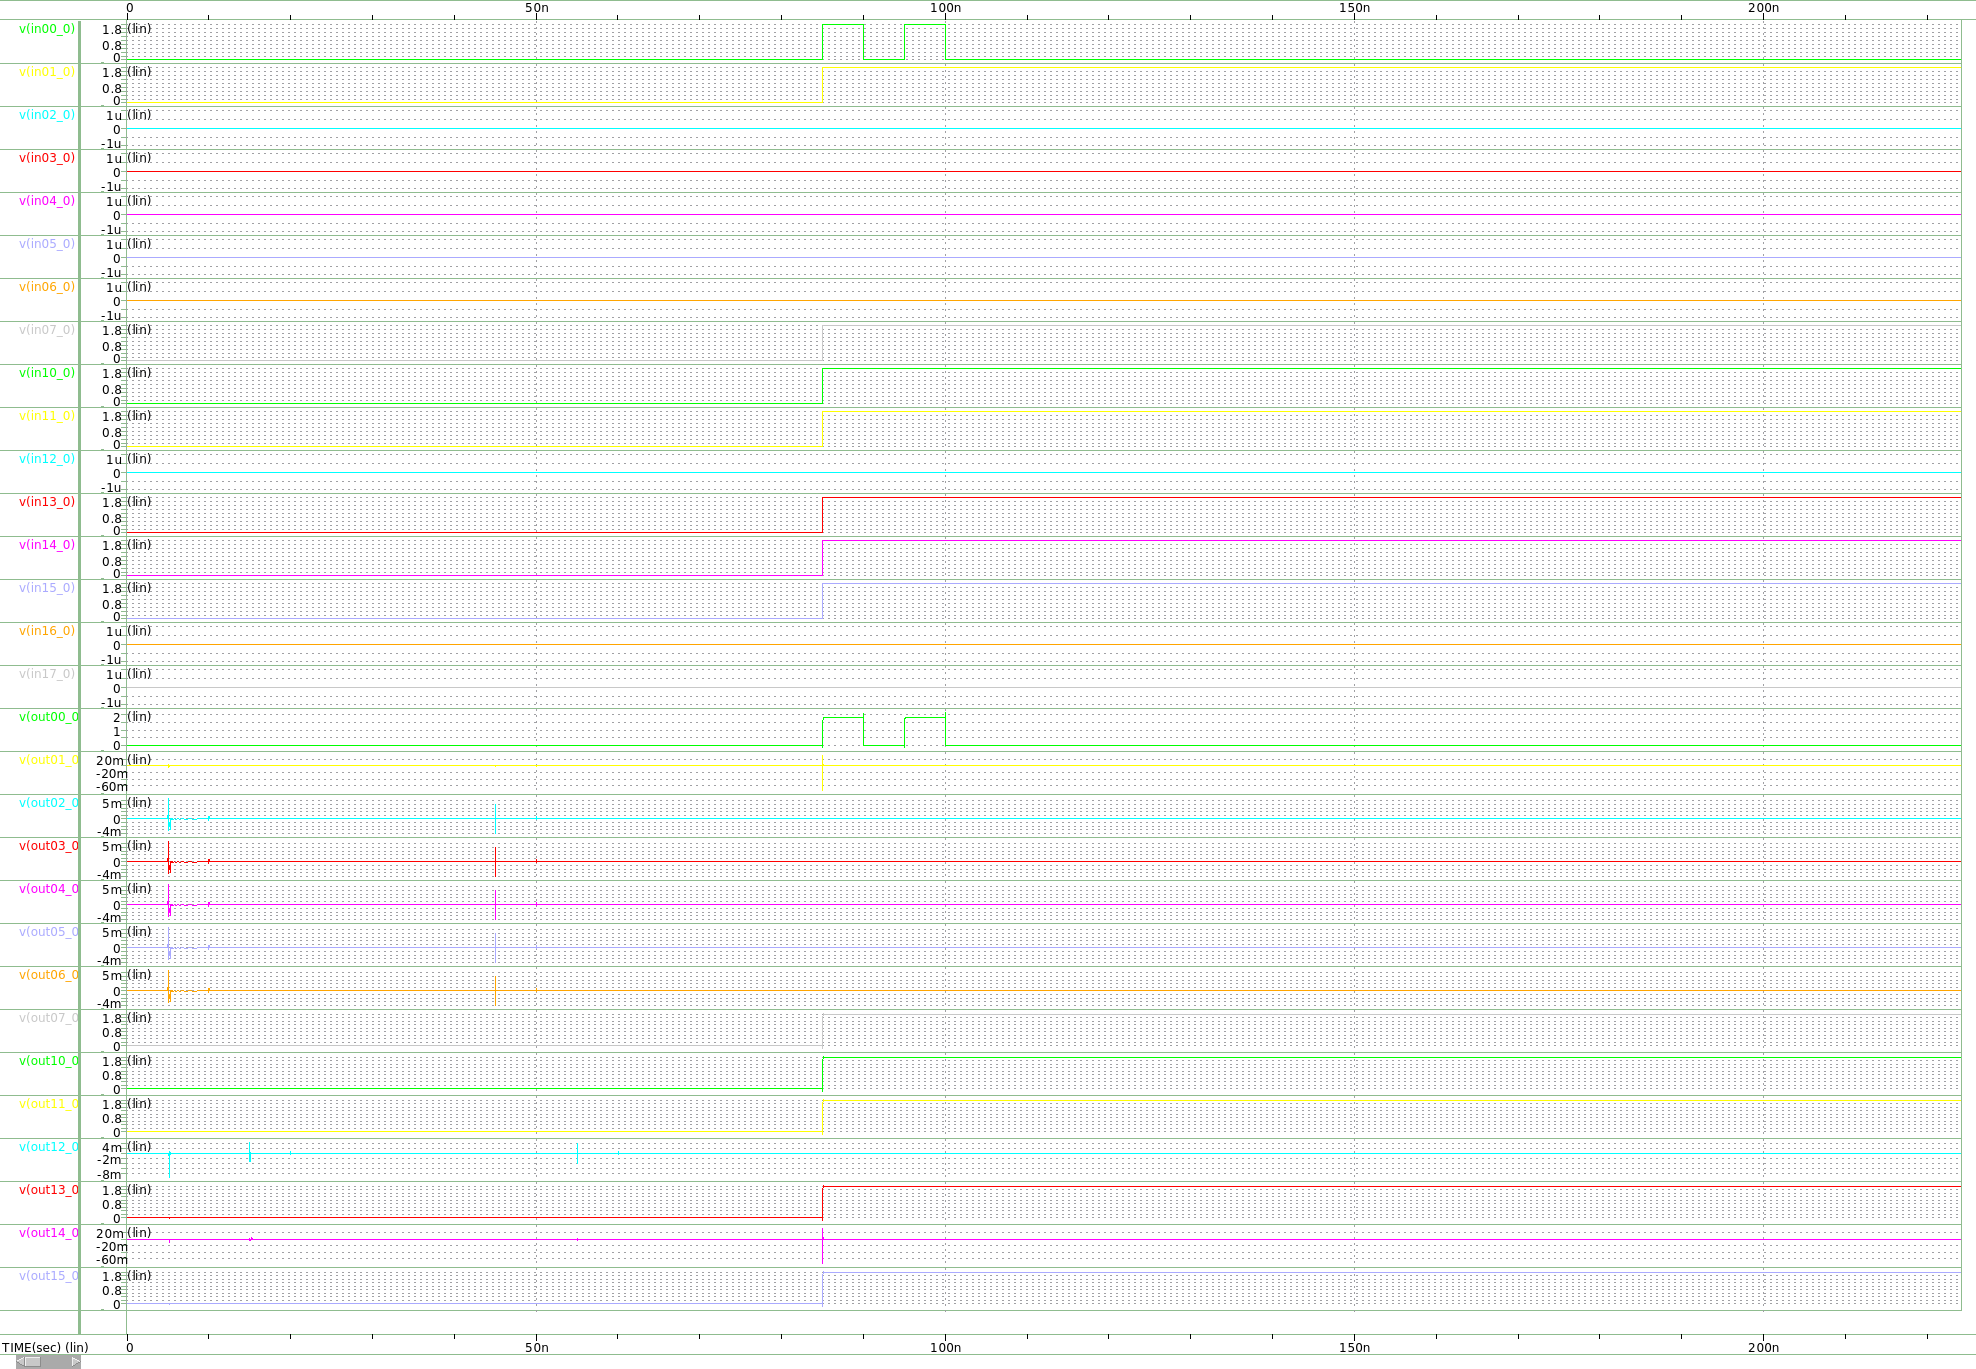 0 50n 100n 150n 200n
v(in00_0) 1.8 (lin)
0.8
0
v(in01_0) 1.8 (lin)
0.8
0
v(in02_0) 1u (lin)
0
-1u
v(in03_0) 1u (lin)
0
-1u
v(in04_0) 1u (lin)
0
-1u
v(in05_0) 1u (lin)
0
-1u
v(in06_0) 1u (lin)
0
-1u
v(in07_0) 1.8 (lin)
0.8
0
v(in10_0) 1.8 (lin)
0.8
0
v(in11_0) 1.8 (lin)
0.8
0
v(in12_0) 1u (lin)
0
-1u
v(in13_0) 1.8 (lin)
0.8
0
v(in14_0) 1.8 (lin)
0.8
0
v(in15_0) 1.8 (lin)
0.8
0
v(in16_0) 1u (lin)
0
-1u
v(in17_0) 1u (lin)
0
-1u
v(out00_0 2 (lin)
1
0
v(out01_0 20m (lin)
-20m
-60m
v(out02_0 5m (lin)
0
-4m
v(out03_0 5m (lin)
0
-4m
v(out04_0 5m (lin)
0
-4m
v(out05_0 5m (lin)
0
-4m
v(out06_0 5m (lin)
0
-4m
v(out07_0 1.8 (lin)
0.8
0
v(out10_0 1.8 (lin)
0.8
0
v(out11_0 1.8 (lin)
0.8
0
v(out12_0 4m (lin)
-2m
-8m
v(out13_0 1.8 (lin)
0.8
0
v(out14_0 20m (lin)
-20m
-60m
v(out15_0 1.8 (lin)
0.8
0
TIME(sec) (lin) 0 50n 100n 150n 200n